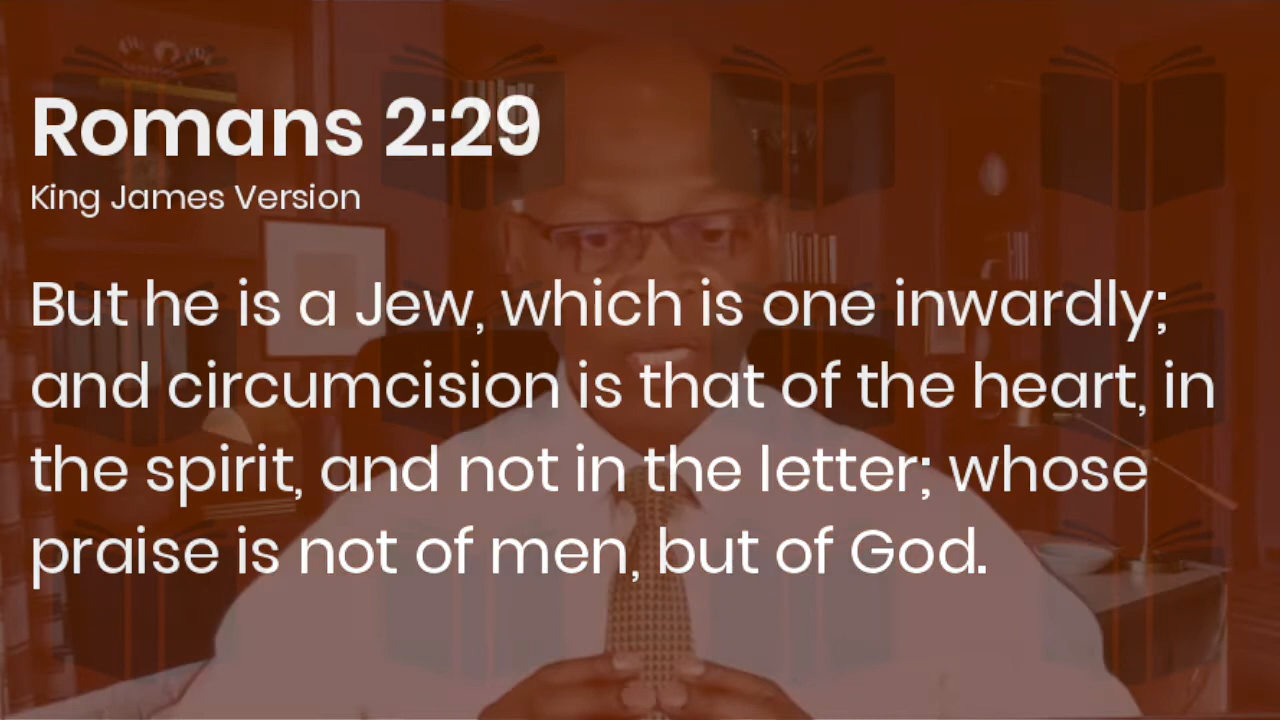 Romans 2:29
King James Version
But he is a Jew, which is one inwardly;
and circumcision is that of the heart, in
the spirit, and not in the letter; whose
praise is not of men, but of God.